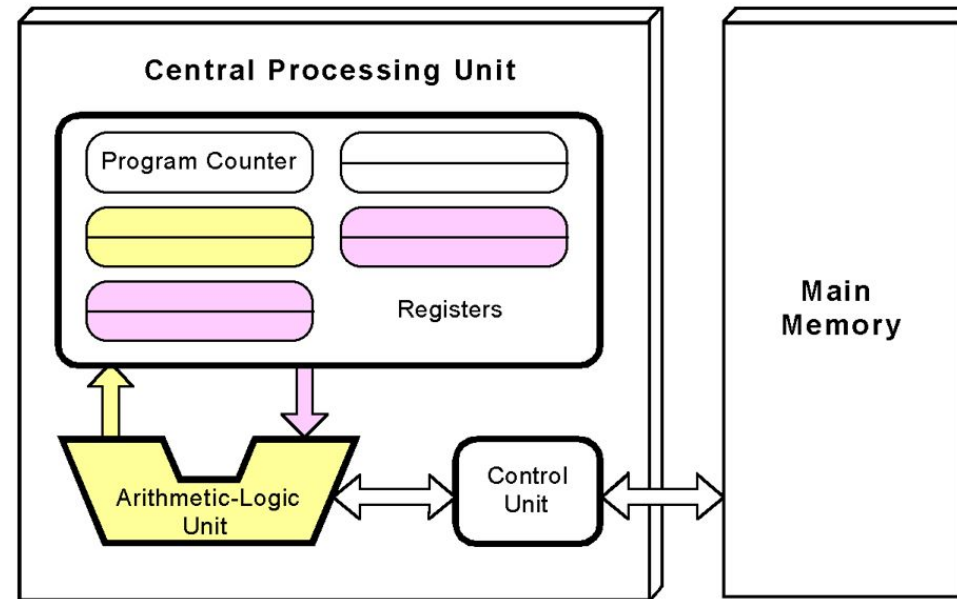 Central Processing Unit
Program Counter
Registers
Main
Memory
Arithmetic-Logic
Unit
Control
Unit